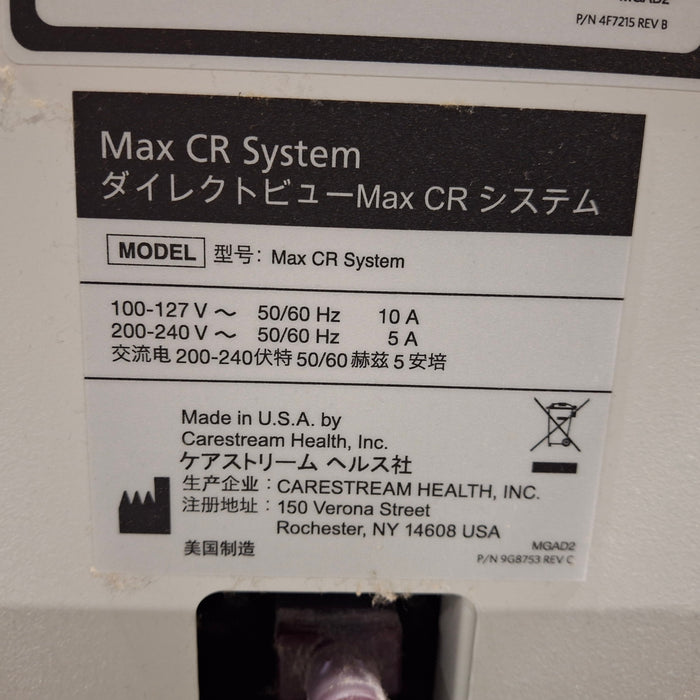 P/N 4F7215 REV B
Max CR System
ダイレクトビューMax CR システム
MODEL 型号: Max CR System
100-127 V ～ 50/60 Hz 10 A
200-240 V ～ 50/60 Hz 5 A
交流电 200-240伏特 50/60 赫兹 5 安培
Made in U.S.A. by
Carestream Health, Inc.
ケアストリーム ヘルス社
生产企业：CARESTREAM HEALTH, INC.
注册地址：150 Verona Street
Rochester, NY 14608 USA
美国制造
MGAD2
P/N 9G8753 REV C